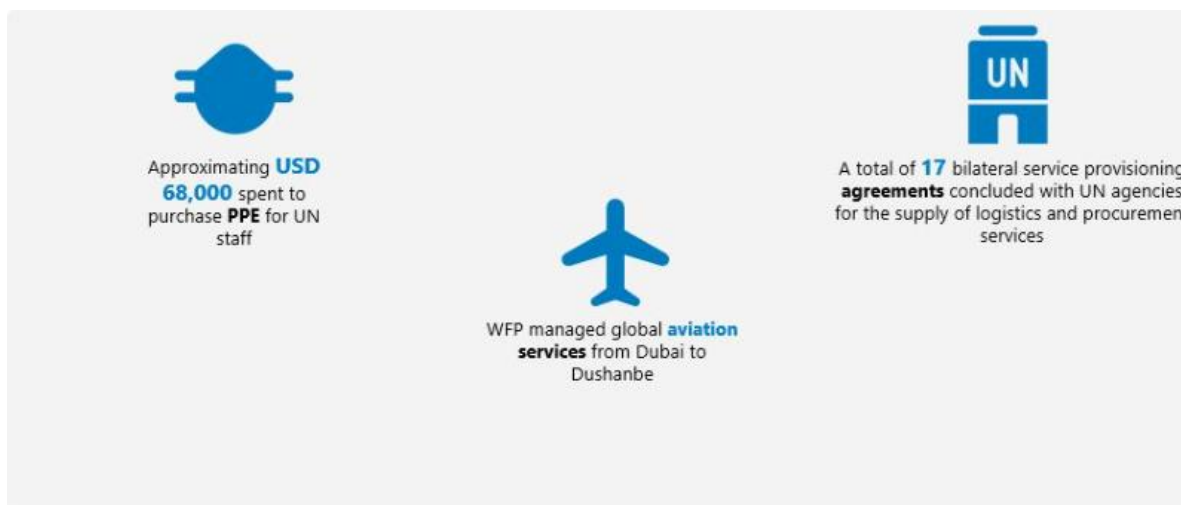 Approximating USD
68,000 spent to
purchase PPE for UN
staff
WFP managed global aviation
services from Dubai to
Dushanbe
UN
A total of 17 bilateral service provisioning
agreements concluded with UN agencies
for the supply of logistics and procuremen
services